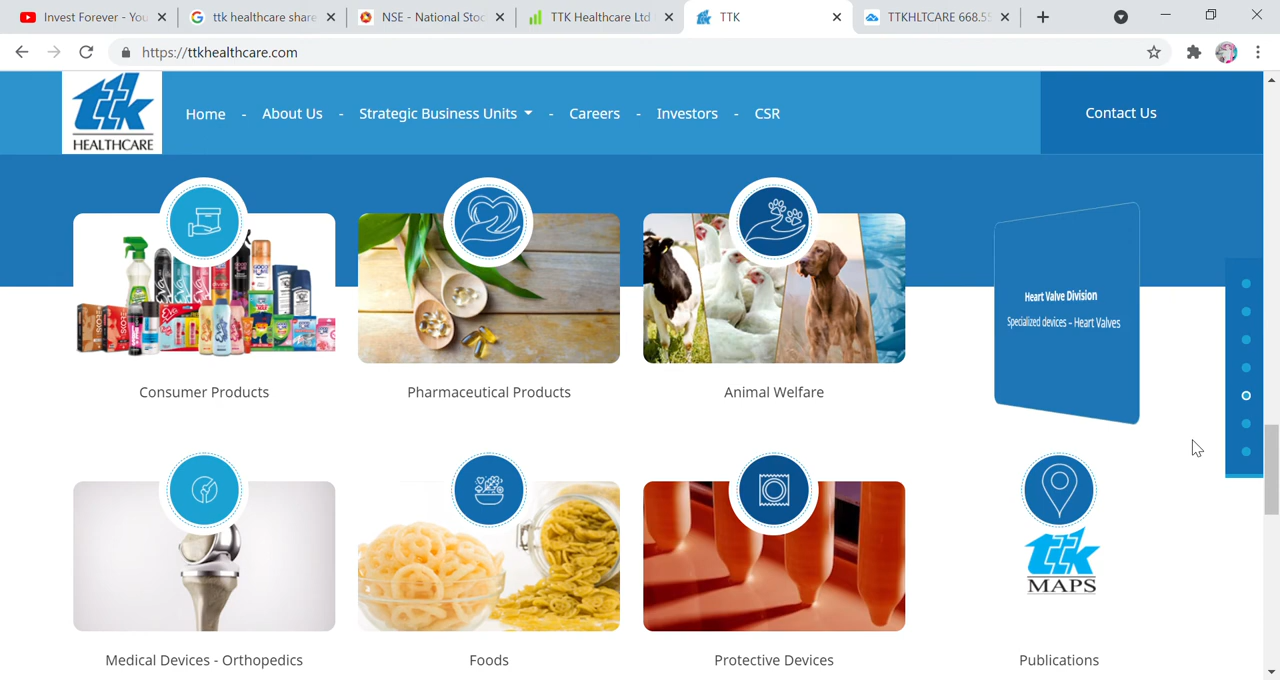 Invest Forever - You
ttk healthcare share
NSE - National Stoc
TTK Healthcare Ltd
TTK
TTKHLTCARE 668.55
https://ttkhealthcare.com
ttk
HEALTHCARE
Home - About Us - Strategic Business Units - Careers - Investors - CSR
Contact Us
Heart Valve Division
Specialized devices - Heart Valves
Consumer Products
Pharmaceutical Products
Animal Welfare
ttk
MAPS
Medical Devices - Orthopedics
Foods
Protective Devices
Publications